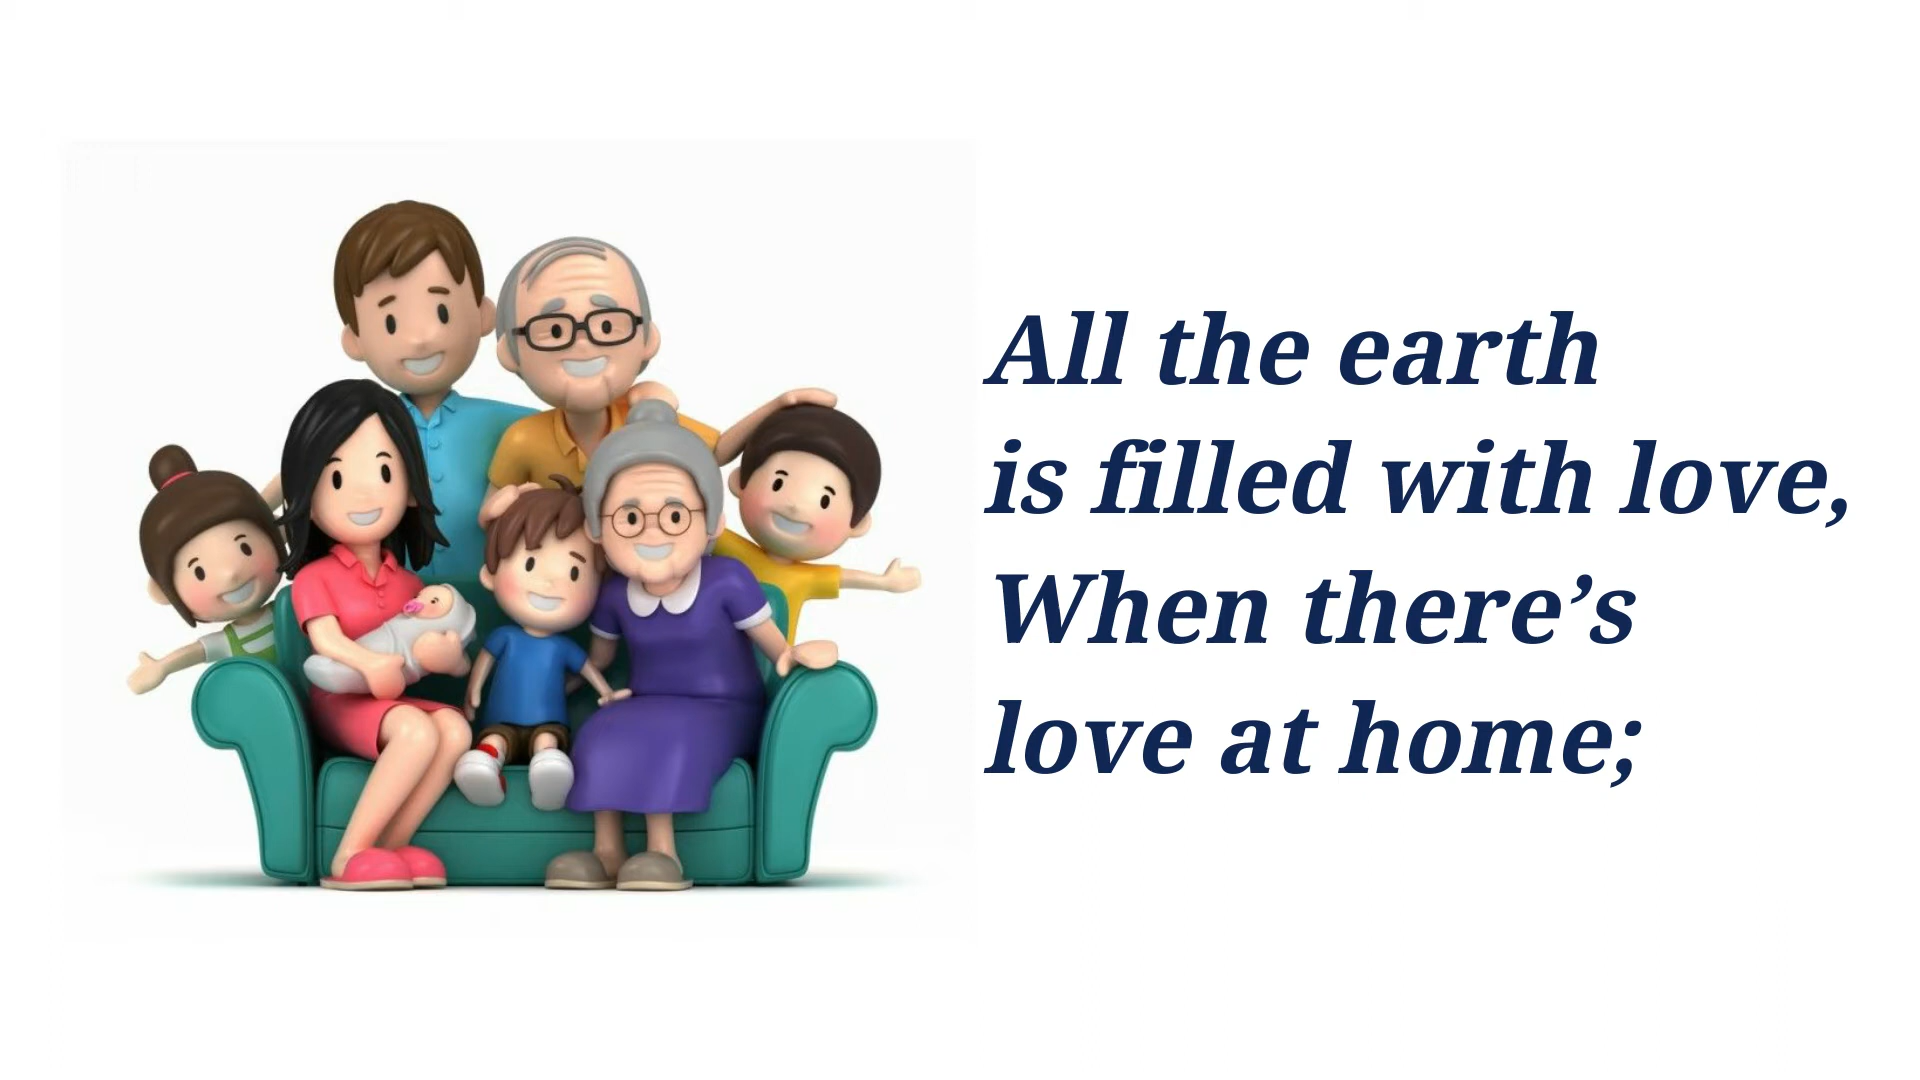 All the earth
is filled with love,
When there’s
love at home;